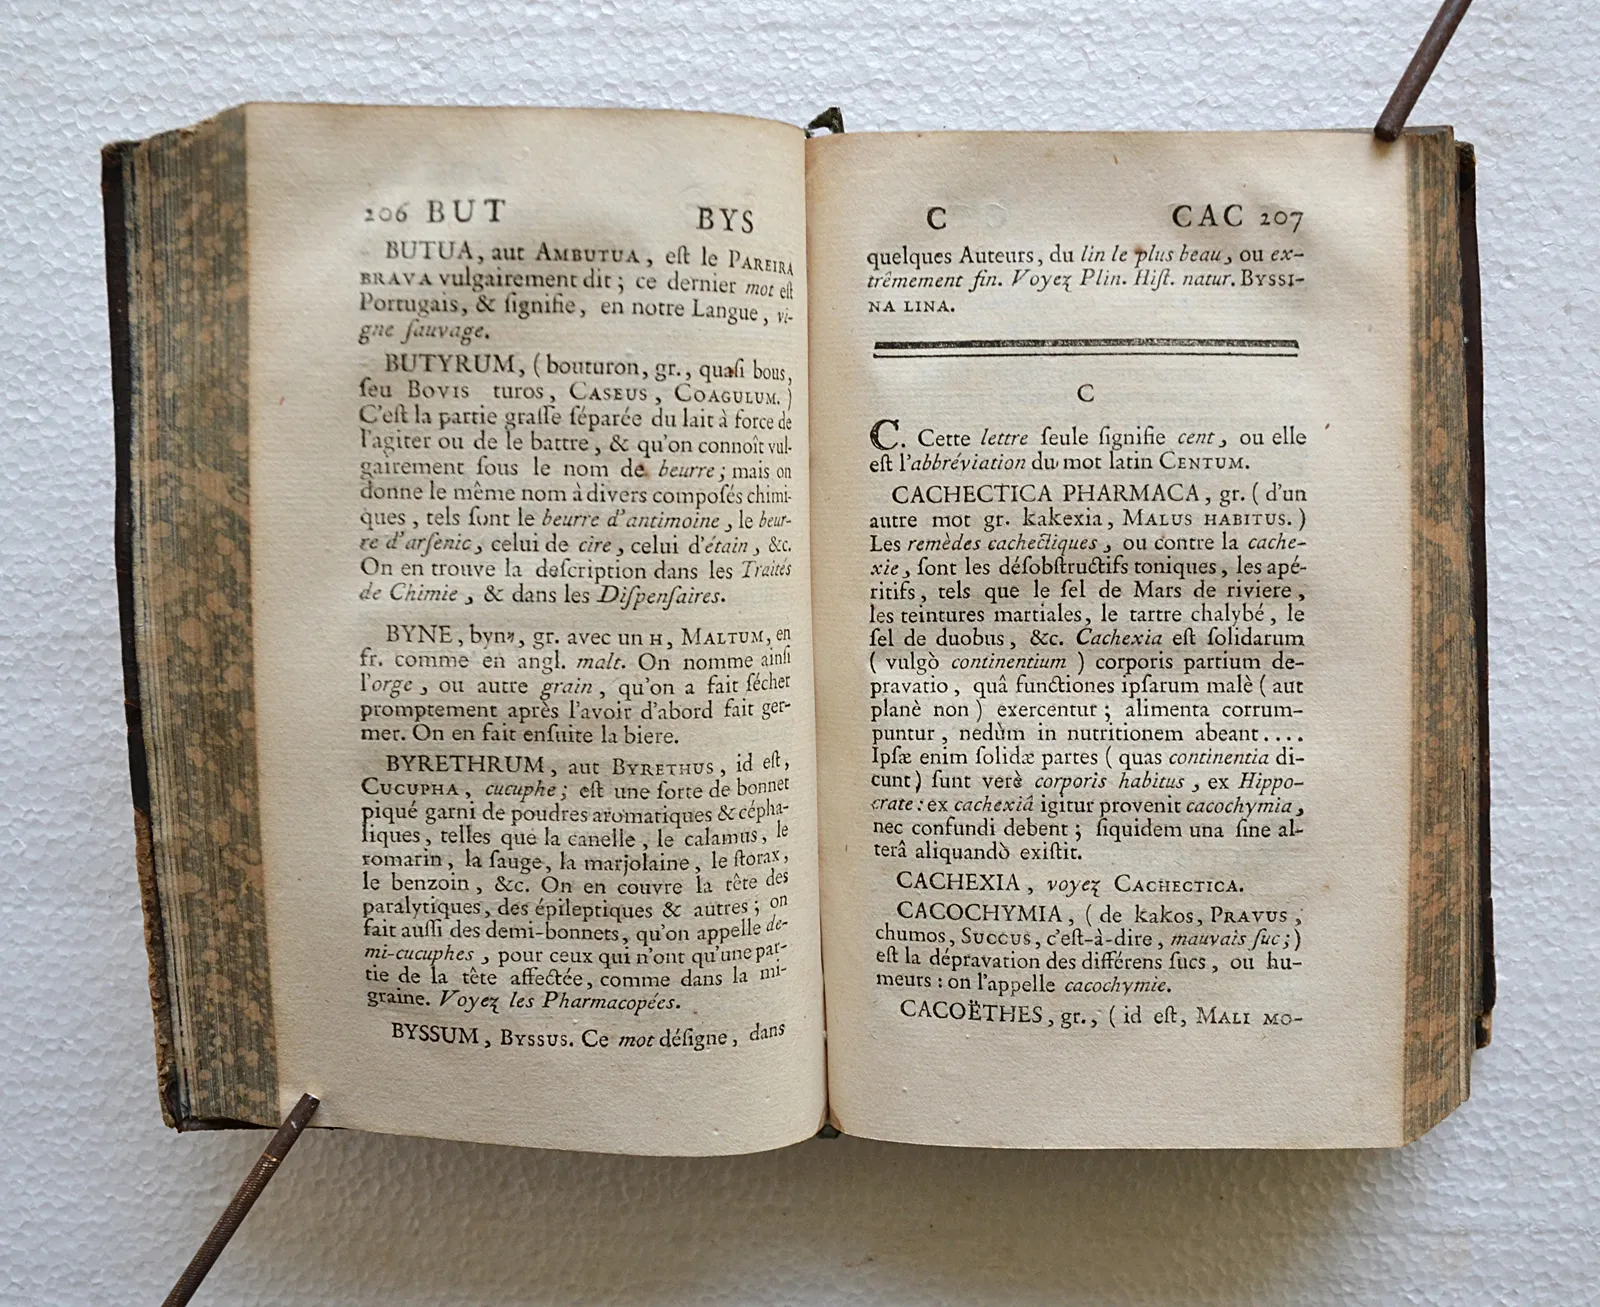 206 BUT BYS
BUTUA, aut AMBUTUA, eſt le PAREIRA
BRAVA vulgairement dit ; ce dernier mot eſt
Portugais, & ſignifie, en notre Langue, vi-
gne ſauvage.
BUTYRUM, ( bouturon, gr., quaſi bous,
ſeu BOVIS turos, CASEUS, COAGULUM. )
C'eſt la partie graſſe ſéparée du lait à force de
l'agiter ou de le battre, & qu'on connoît vul-
gairement ſous le nom de beurre ; mais on
donne le même nom à divers compoſés chimi-
ques, tels ſont le beurre d'antimoine, le beur-
re d'arſenic, celui de cire, celui d'étain, &c.
On en trouve la deſcription dans les Traités
de Chimie, & dans les Diſpenſaires.
BYNE, bynη, gr. avec un H, MALTUM, en
fr. comme en angl. malt. On nomme ainſi
l'orge, ou autre grain, qu'on a fait ſécher
promptement après l'avoir d'abord fait ger-
mer. On en fait enſuite la biere.
BYRETHRUM, aut BYRETHUS, id eſt,
CUCUPHA, cucuphe ; eſt une ſorte de bonnet
piqué garni de poudres aromatiques & cépha-
liques, telles que la canelle, le calamus, le
romarin, la ſauge, la marjolaine, le ſtorax,
le benzoin, &c. On en couvre la tête des
paralytiques, des épileptiques & autres ; on
fait auſſi des demi-bonnets, qu'on appelle de-
mi-cucuphes, pour ceux qui n'ont qu'une par-
tie de la tête affectée, comme dans la mi-
graine. Voyez les Pharmacopées.
BYSSUM, BYSSUS. Ce mot déſigne, dans
C CAC 207
quelques Auteurs, du lin le plus beau, ou ex-
trêmement fin. Voyez Plin. Hiſt. natur. BYSSI-
NA LINA.
C
C. Cette lettre ſeule ſignifie cent, ou elle
eſt l'abbréviation du mot latin CENTUM.
CACHECTICA PHARMACA, gr. ( d'un
autre mot gr. kakexia, MALUS HABITUS. )
Les remèdes cachectiques, ou contre la cache-
xie, ſont les déſobſtructifs toniques, les apé-
ritifs, tels que le ſel de Mars de riviere,
les teintures martiales, le tartre chalybé, le
ſel de duobus, &c. Cachexia eſt ſolidarum
( vulgò continentium ) corporis partium de-
pravatio, quâ functiones ipſarum malè ( aut
planè non ) exercentur ; alimenta corrum-
puntur, nedùm in nutritionem abeant....
Ipſæ enim ſolidæ partes ( quas continentia di-
cunt ) ſunt verè corporis habitus, ex Hippo-
crate : ex cachexiâ igitur provenit cacochymia,
nec confundi debent ; ſiquidem una ſine al-
terâ aliquandò exiſtit.
CACHEXIA, voyez CACHECTICA.
CACOCHYMIA, ( de kakos, PRAVUS,
chumos, SUCCUS, c'eſt-à-dire, mauvais ſuc ; )
eſt la dépravation des différens ſucs, ou hu-
meurs : on l'appelle cacochymie.
CACOËTHES, gr., ( id eſt, MALI MO-